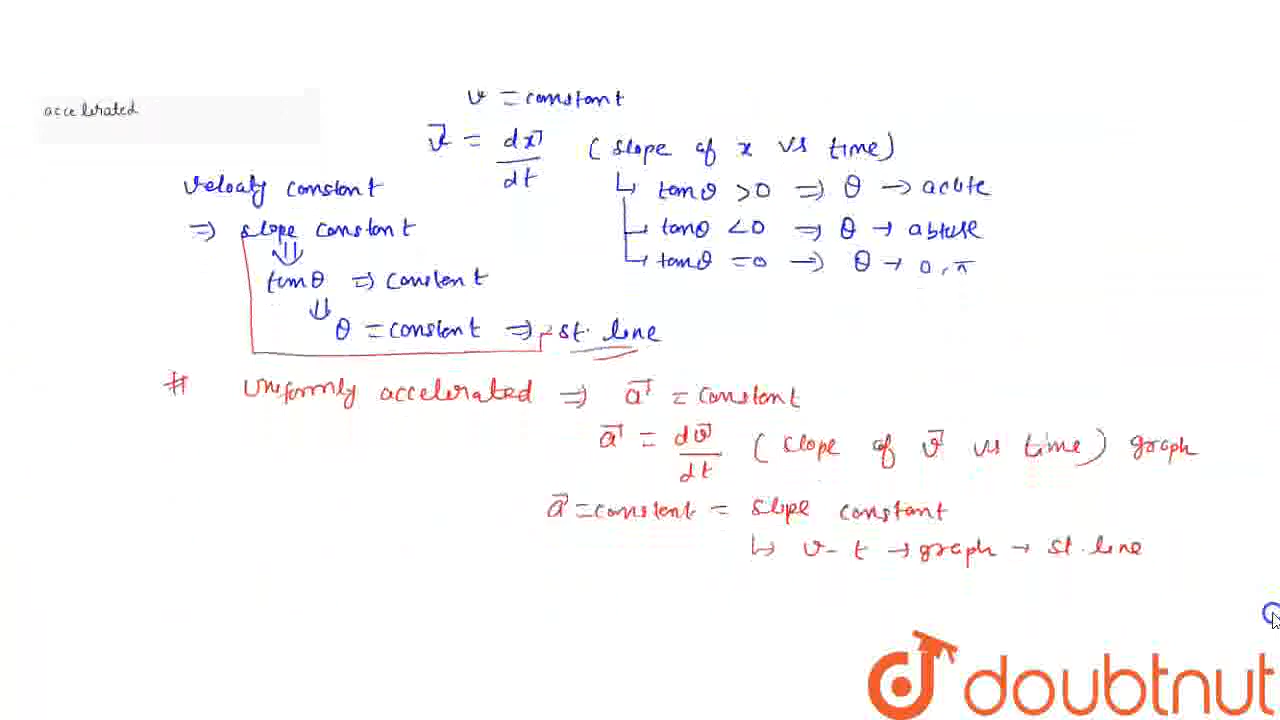 accelerated
v = constant
v⃗ = dx⃗/dt (slope of x vs time)
Velocity constant
↳ tanθ >0 ⇒ θ → acute
⇒ slope constant
tanθ <0 ⇒ θ → abtuse
tanθ =0 → θ → 0, π
⇓
tanθ ⇒ constant
⇓
θ = constant ⇒ st. line
# Uniformly accelerated ⇒ a⃗ = constant
a⃗ = dv⃗/dt (slope of v⃗ vs time) graph
a⃗ = constant = slope constant
↳ v- t → graph → st. line
doubtnut